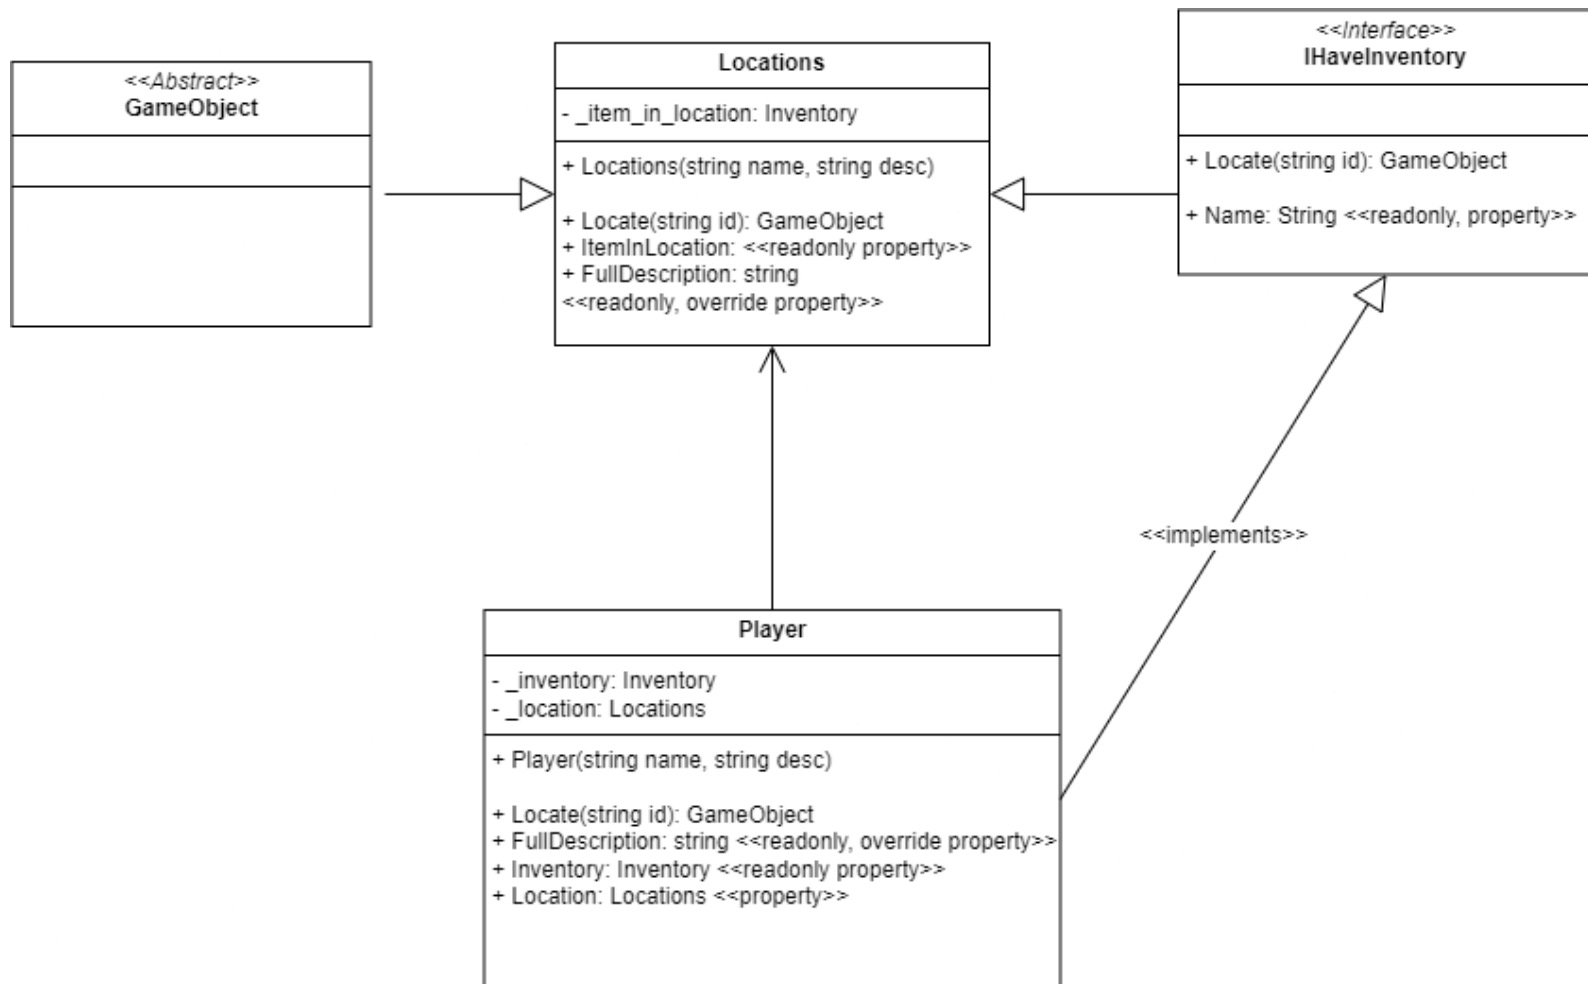 <<Abstract>>
GameObject
Locations
- _item_in_location: Inventory
+ Locations(string name, string desc)
+ Locate(string id): GameObject
+ ItemInLocation: <<readonly property>>
+ FullDescription: string
<<readonly, override property>>
<<Interface>>
IHaveInventory
+ Locate(string id): GameObject
+ Name: String <<readonly, property>>
<<implements>>
Player
- _inventory: Inventory
- _location: Locations
+ Player(string name, string desc)
+ Locate(string id): GameObject
+ FullDescription: string <<readonly, override property>>
+ Inventory: Inventory <<readonly property>>
+ Location: Locations <<property>>